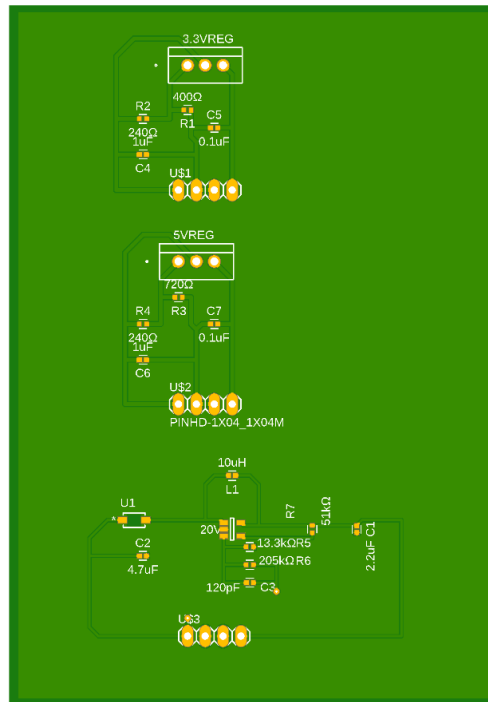 3.3VREG
400Ω
R2
R1
C5
240Ω
0.1uF
1uF
C4
U$1
5VREG
720Ω
R4
R3
C7
240Ω
0.1uF
1uF
C6
U$2
PINHD-1X04_1X04M
10uH
L1
U1
R7
51kΩ
20V
C1
2.2uF
C2
13.3kΩR5
4.7uF
205kΩR6
120pF
C3
U$3